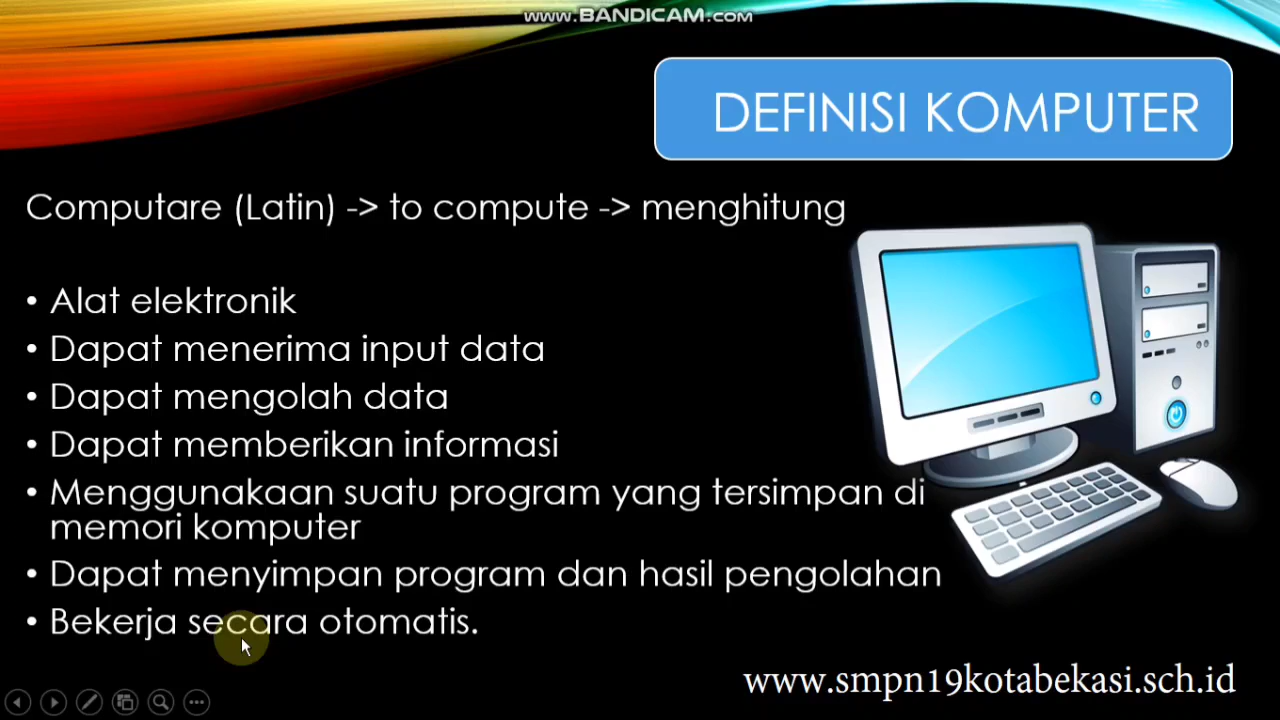 www.BANDICAM.com
DEFINISI KOMPUTER
Computare (Latin) -> to compute -> menghitung
• Alat elektronik
• Dapat menerima input data
• Dapat mengolah data
• Dapat memberikan informasi
• Menggunakaan suatu program yang tersimpan di
memori komputer
• Dapat menyimpan program dan hasil pengolahan
• Bekerja secara otomatis.
www.smpn19kotabekasi.sch.id